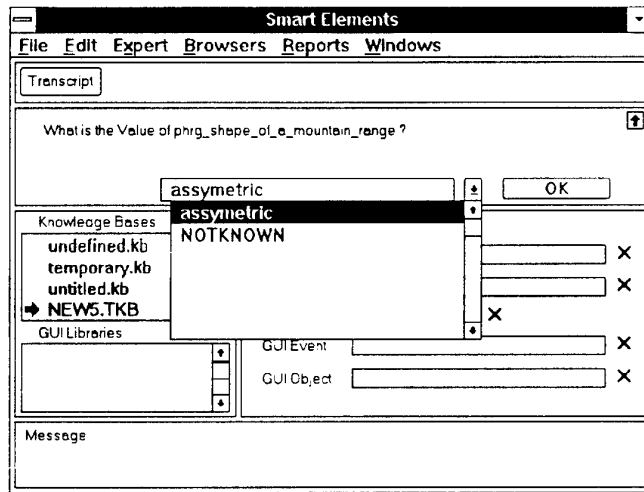 Smart Elements
File Edit Expert Browsers Reports Windows
Transcript
What is the Value of phrg_shape_of_a_mountain_range ?
assymetric
OK
assymetric
NOTKNOWN
Knowledge Bases
undefined.kb
temporary.kb
untitled.kb
NEW5.TKB
GUI Libraries
GUI Event
GUI Object
Message